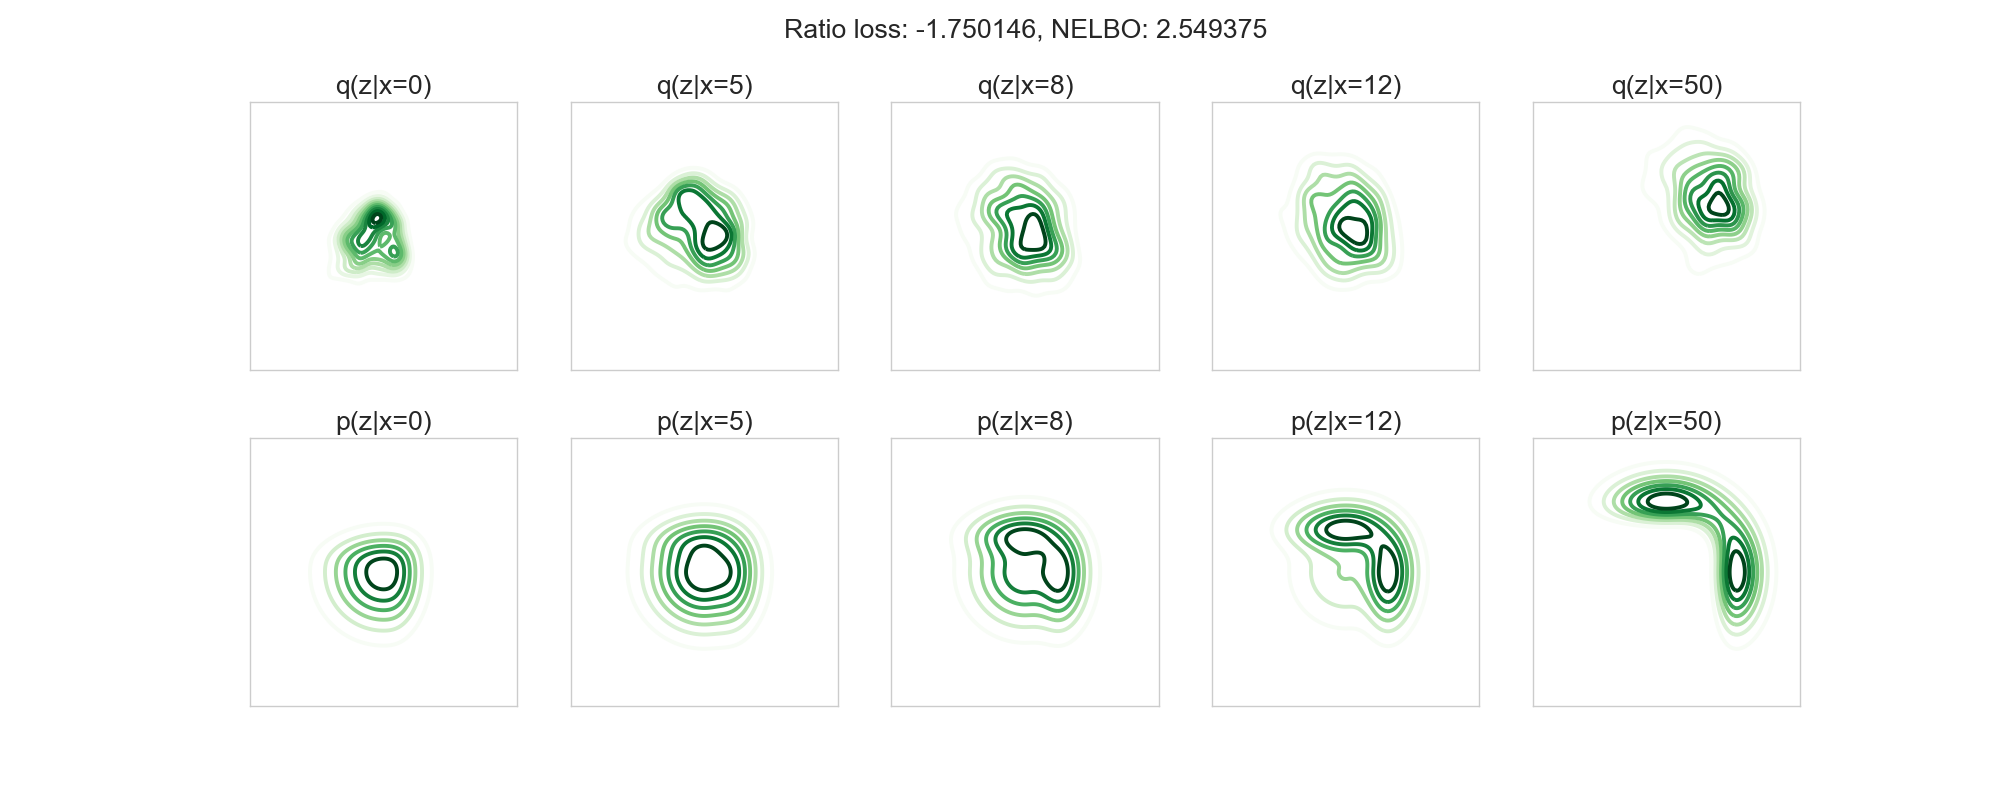 Ratio loss: -1.750146, NELBO: 2.549375
q(z|x=0) q(z|x=5) q(z|x=8) q(z|x=12) q(z|x=50)
p(z|x=0) p(z|x=5) p(z|x=8) p(z|x=12) p(z|x=50)